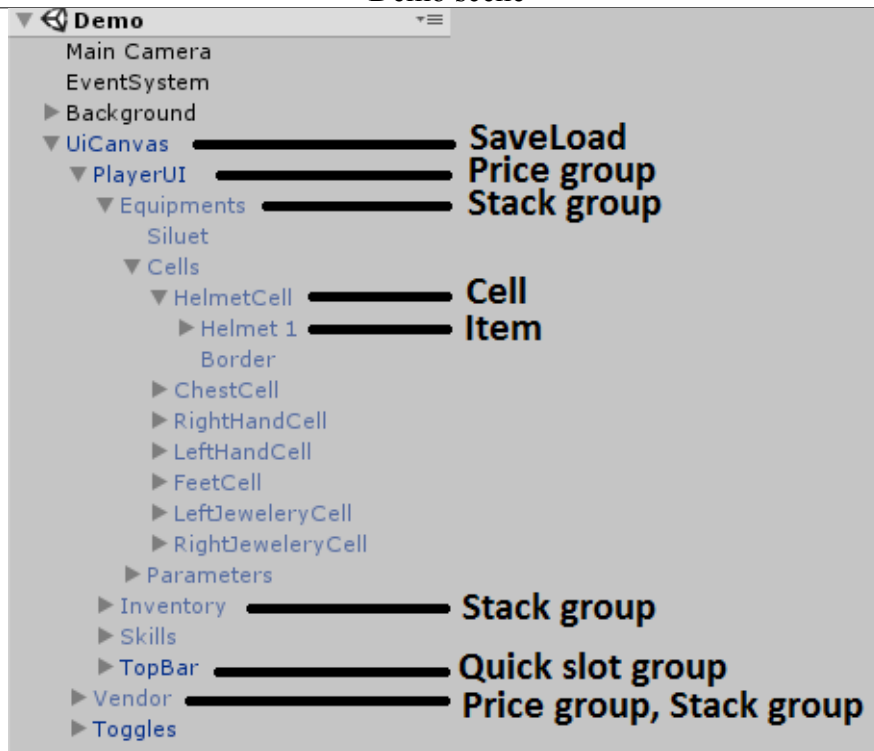 Demo scene
Demo
Main Camera
EventSystem
Background
UiCanvas SaveLoad
PlayerUI Price group
Equipments Stack group
Siluet
Cells
HelmetCell Cell
Helmet 1 Item
Border
ChestCell
RightHandCell
LeftHandCell
FeetCell
LeftJeweleryCell
RightJeweleryCell
Parameters
Inventory Stack group
Skills
TopBar Quick slot group
Vendor Price group, Stack group
Toggles